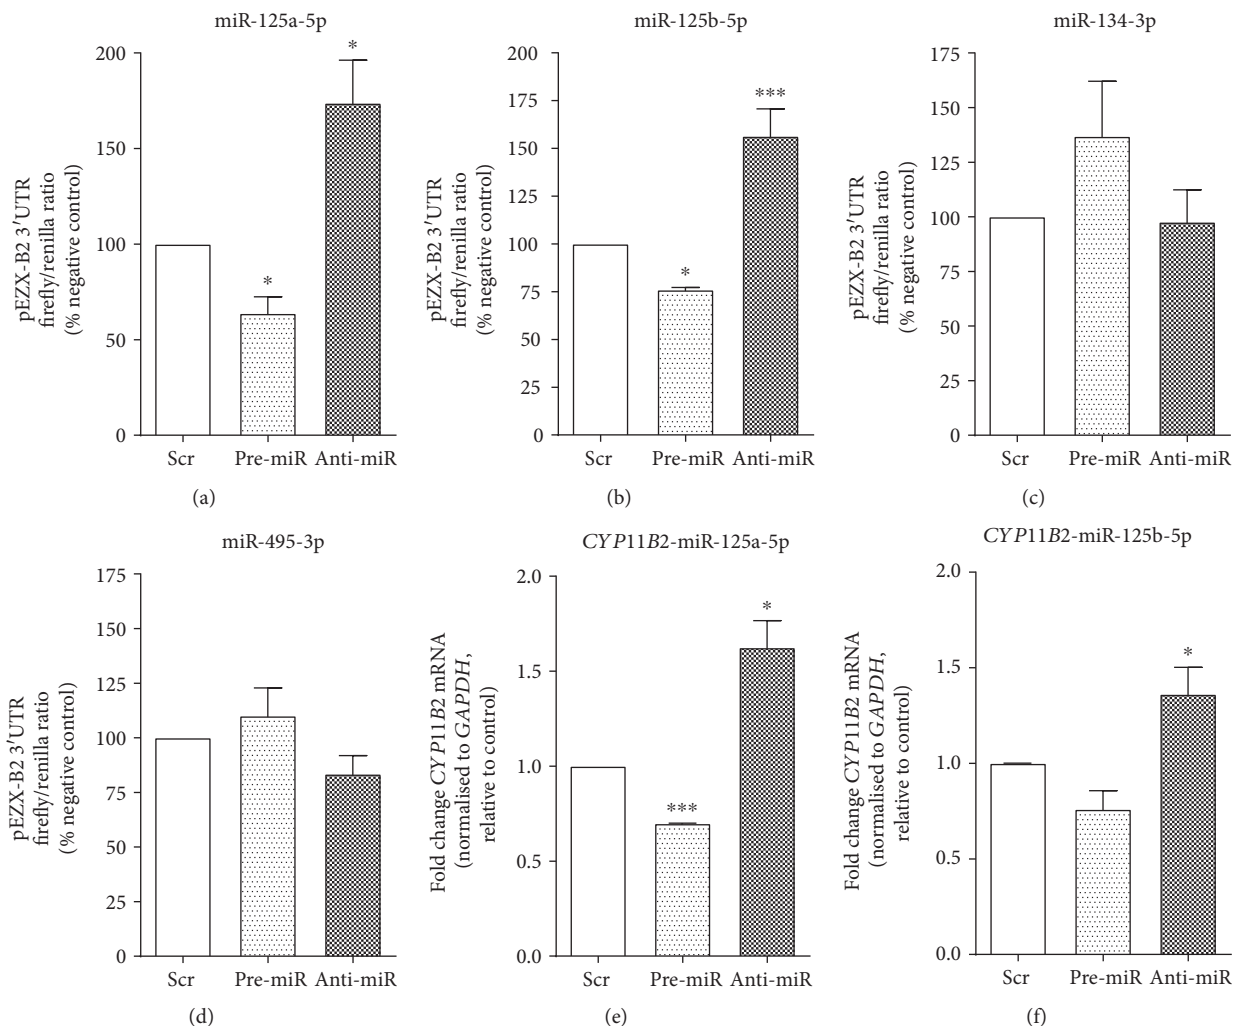 miR-125a-5p
pEZX-B2 3′UTR
firefly/renilla ratio
(% negative control)
200
150
100
50
0
*
*
Scr Pre-miR Anti-miR
(a)
miR-125b-5p
pEZX-B2 3′UTR
firefly/renilla ratio
(% negative control)
200
175
150
125
100
75
50
25
0
*
***
Scr Pre-miR Anti-miR
(b)
miR-134-3p
pEZX-B2 3′UTR
firefly/renilla ratio
(% negative control)
175
150
125
100
75
50
25
0
Scr Pre-miR Anti-miR
(c)
miR-495-3p
pEZX-B2 3′UTR
firefly/renilla ratio
(% negative control)
175
150
125
100
75
50
25
0
Scr Pre-miR Anti-miR
(d)
CYP11B2-miR-125a-5p
Fold change CYP11B2 mRNA
(normalised to GAPDH,
relative to control)
2.0
1.5
1.0
0.5
0.0
***
*
Scr Pre-miR Anti-miR
(e)
CYP11B2-miR-125b-5p
Fold change CYP11B2 mRNA
(normalised to GAPDH,
relative to control)
2.0
1.5
1.0
0.5
0.0
*
Scr Pre-miR Anti-miR
(f)